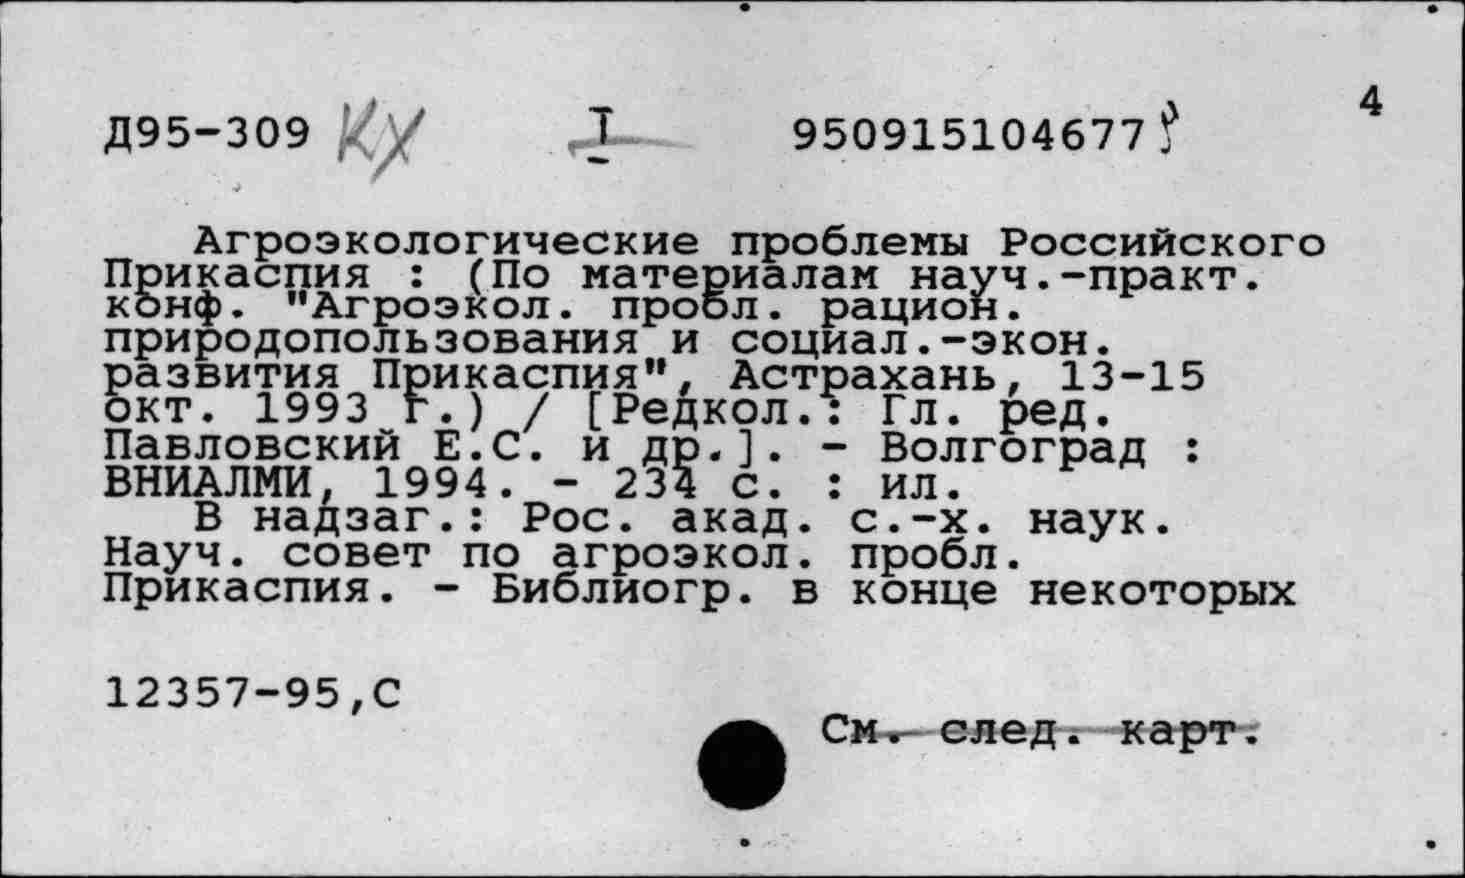 4
Д95-309 КХ I 950915104677
Агроэкологические проблемы Российского
Прикаспия : (По материалам науч.-практ.
конф. "Агроэкол. пробл. рацион.
природопользования и социал.-экон.
развития Прикаспия", Астрахань, 13-15
окт. 1993 г.) / [Редкол.: Гл. ред.
Павловский Е.С. и др.]. - Волгоград :
ВНИАЛМИ, 1994. - 234 с. : ил.
В надзаг.: Рос. акад. с.-х. наук.
Науч. совет по агроэкол. пробл.
Прикаспия. - Библиогр. в конце некоторых
12357-95,С
См. след. карт.